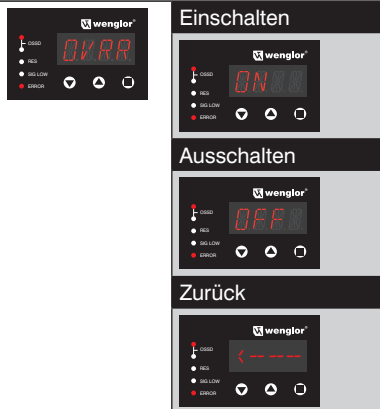 wenglor®
OSSD
RES
SIG LOW
ERROR
OVRR
Einschalten
wenglor®
OSSD
RES
SIG LOW
ERROR
ON
Ausschalten
wenglor®
OSSD
RES
SIG LOW
ERROR
OFF
Zurück
wenglor®
OSSD
RES
SIG LOW
ERROR
<-----